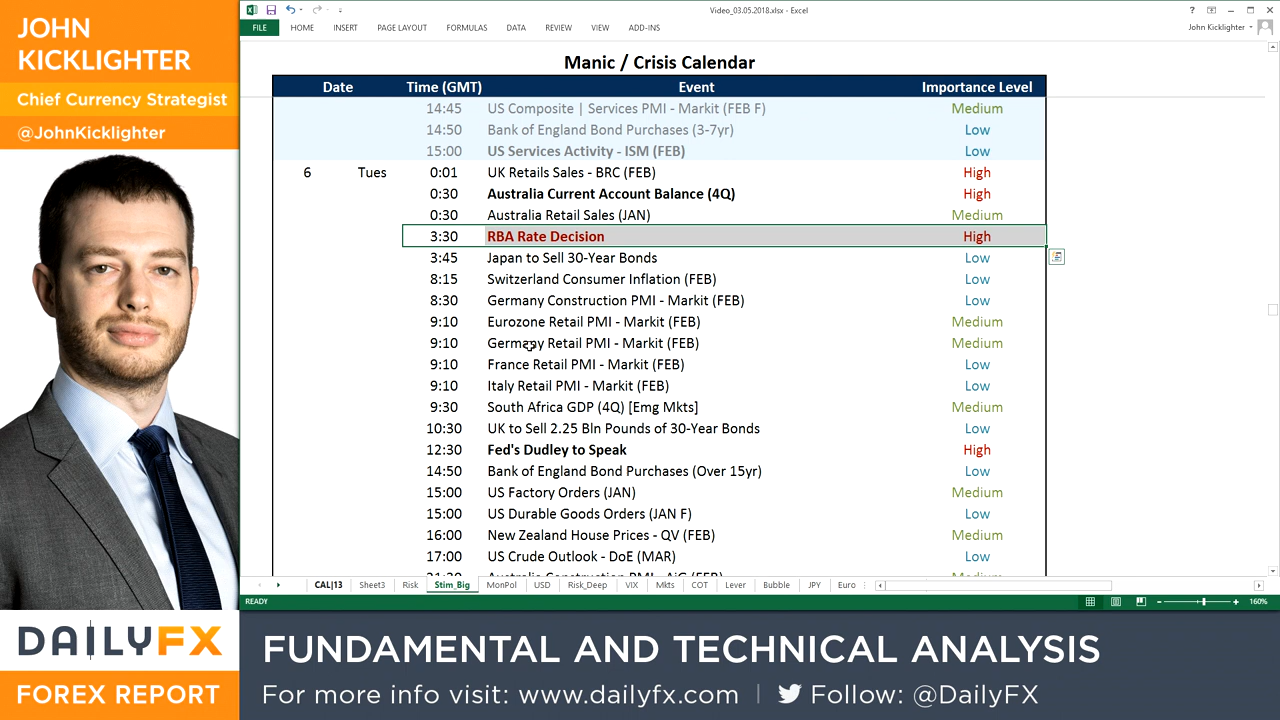 JOHN
KICKLIGHTER
Chief Currency Strategist
@JohnKicklighter
Video_03.05.2018.xlsx - Excel
FILE HOME INSERT PAGE LAYOUT FORMULAS DATA REVIEW VIEW ADD-INS
John Kicklighter
Manic / Crisis Calendar
Date Time (GMT) Event Importance Level
14:45 US Composite | Services PMI - Markit (FEB F) Medium
14:50 Bank of England Bond Purchases (3-7yr) Low
15:00 US Services Activity - ISM (FEB) Low
6 Tues 0:01 UK Retails Sales - BRC (FEB) High
0:30 Australia Current Account Balance (4Q) High
0:30 Australia Retail Sales (JAN) Medium
3:30 RBA Rate Decision High
3:45 Japan to Sell 30-Year Bonds Low
8:15 Switzerland Consumer Inflation (FEB) Low
8:30 Germany Construction PMI - Markit (FEB) Low
9:10 Eurozone Retail PMI - Markit (FEB) Medium
9:10 Germany Retail PMI - Markit (FEB) Medium
9:10 France Retail PMI - Markit (FEB) Low
9:10 Italy Retail PMI - Markit (FEB) Low
9:30 South Africa GDP (4Q) [Emg Mkts] Medium
10:30 UK to Sell 2.25 Bln Pounds of 30-Year Bonds Low
12:30 Fed's Dudley to Speak High
14:50 Bank of England Bond Purchases (Over 15yr) Low
15:00 US Factory Orders (JAN) Medium
15:00 US Durable Goods Orders (JAN F) Low
16:00 New Zealand House Prices - QV (FEB) Medium
17:00 US Crude Outlook - DoE (MAR) Low
CAL|13 Sheet3 Risk Stim_Big MonPol USD Risk_Deep VIX Mkts COT Lever Bubble JPY Euro
READY 160%
DAILYFX
FOREX REPORT
FUNDAMENTAL AND TECHNICAL ANALYSIS
For more info visit: www.dailyfx.com | Follow: @DailyFX